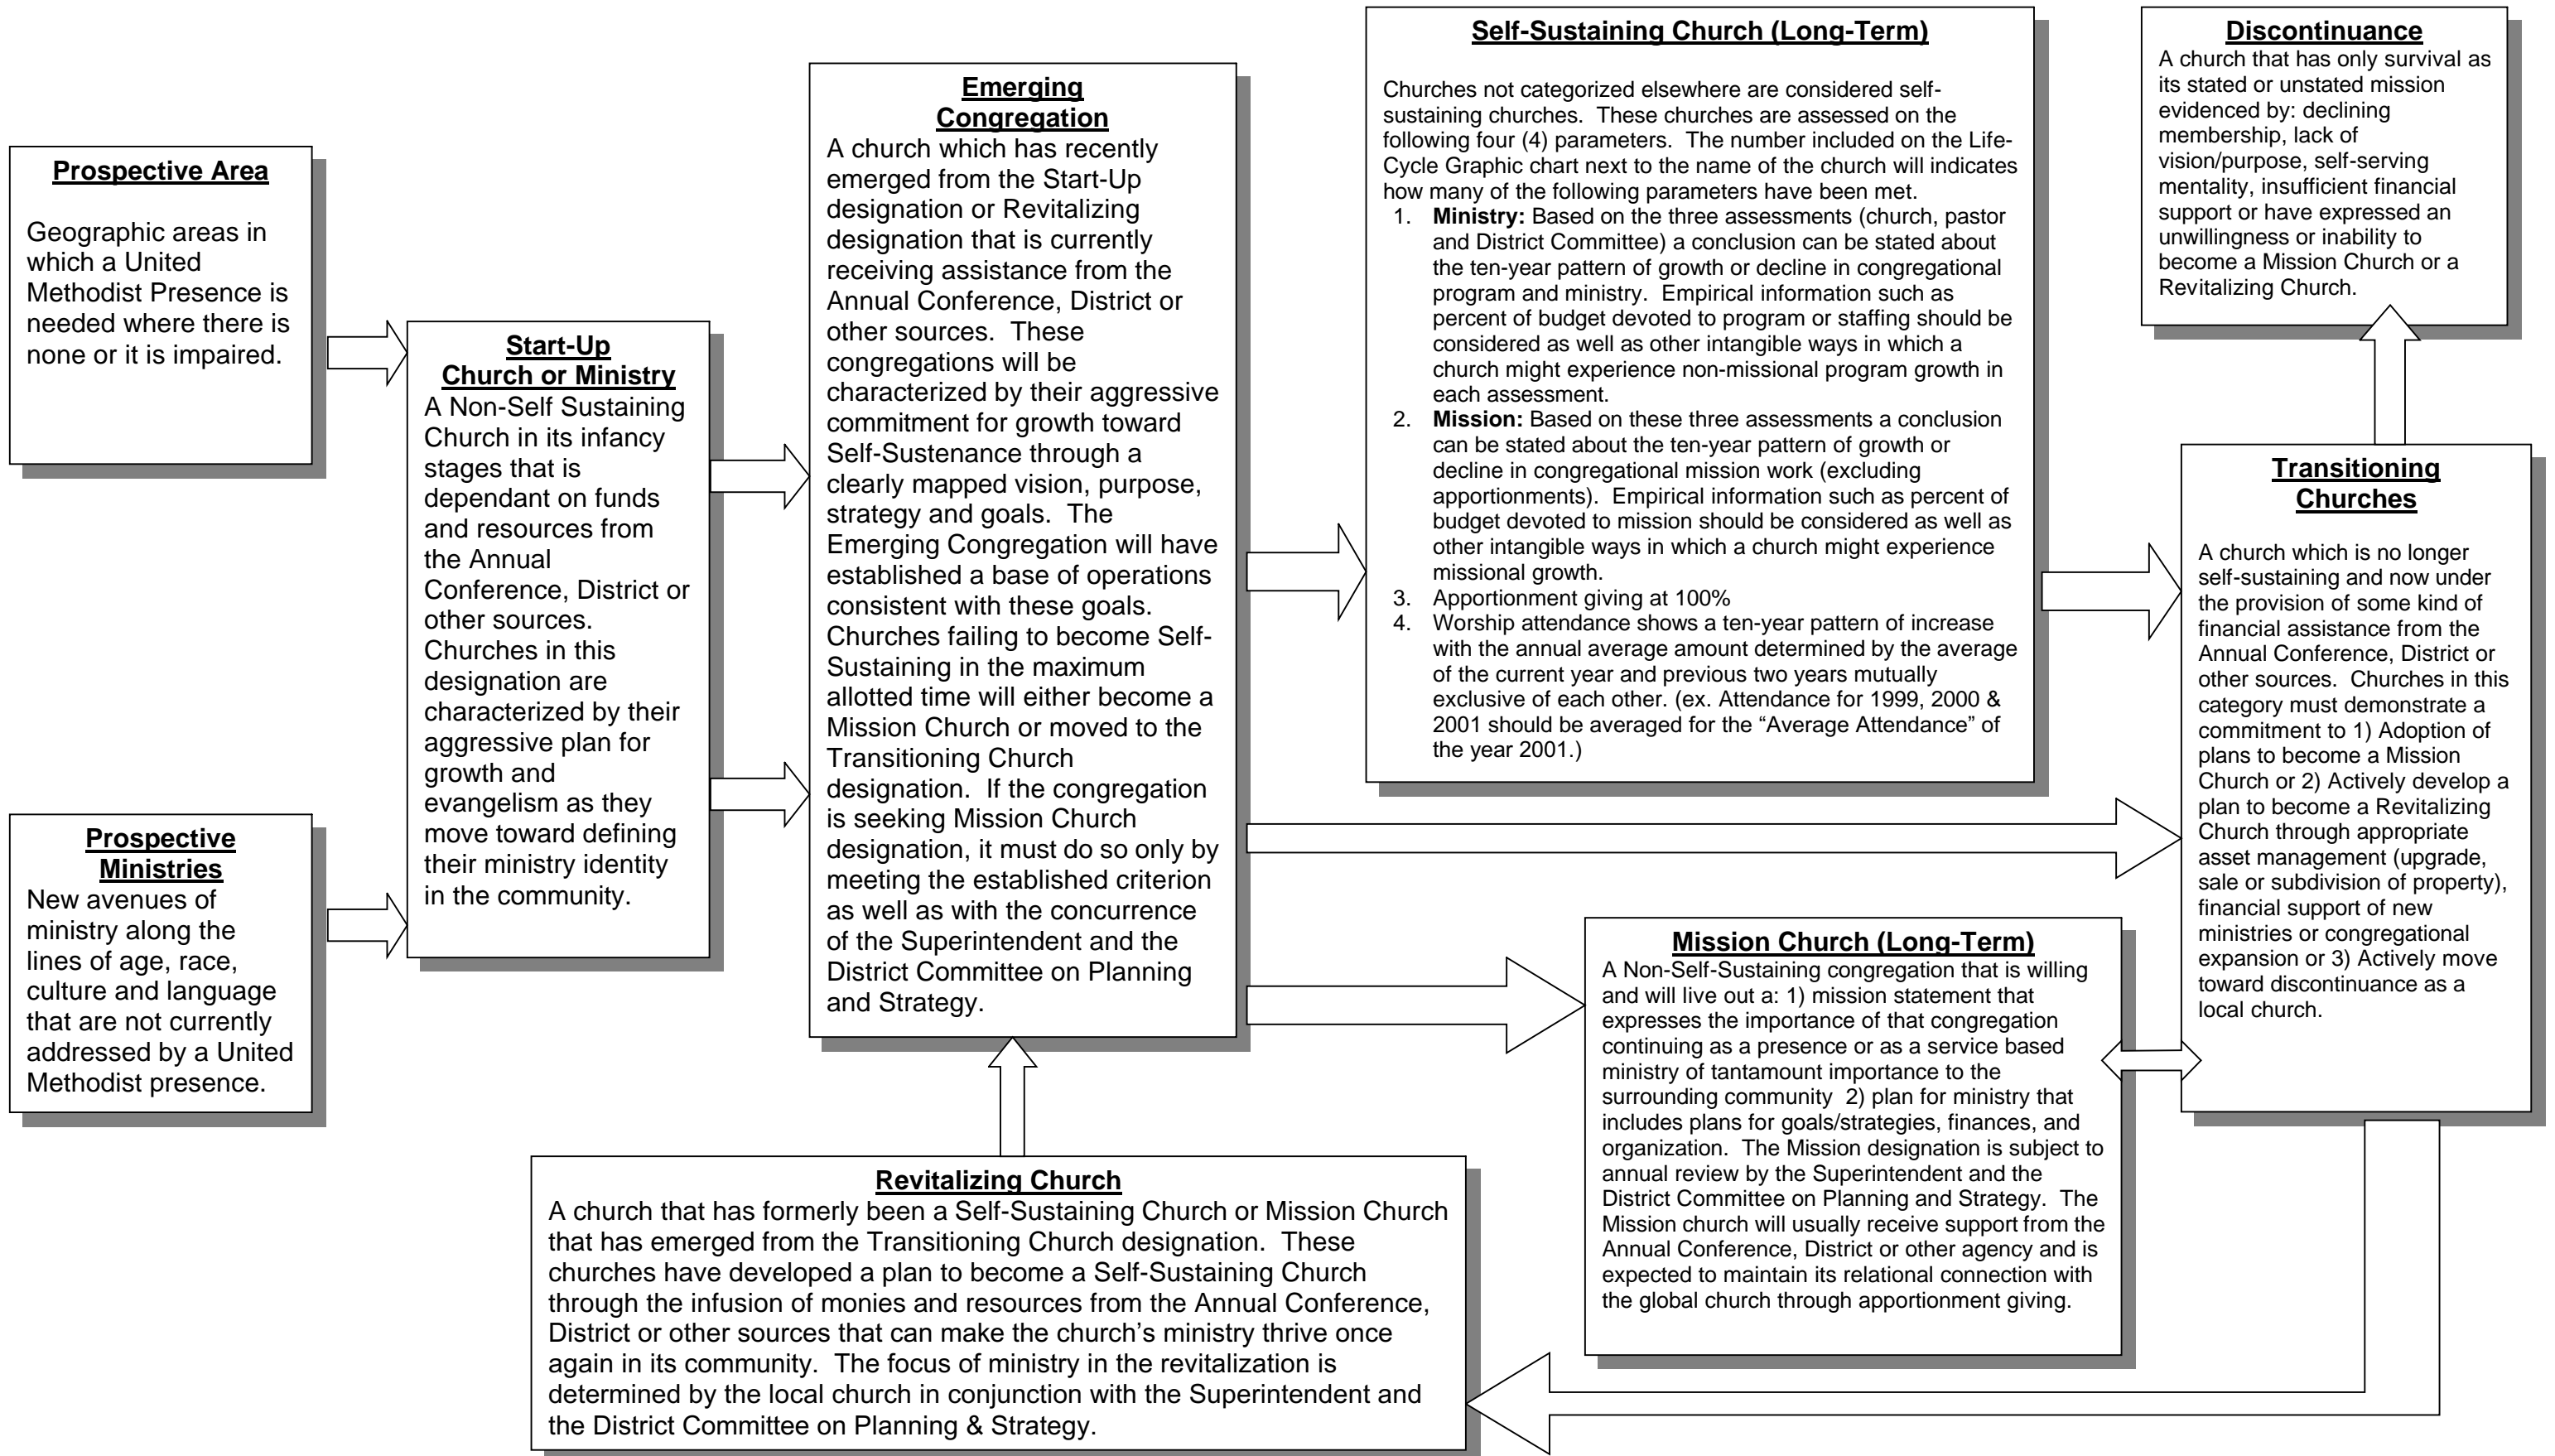 Prospective Area
Geographic areas in
which a United
Methodist Presence is
needed where there is
none or it is impaired.
Prospective
Ministries
New avenues of
ministry along the
lines of age, race,
culture and language
that are not currently
addressed by a United
Methodist presence.
Start-Up
Church or Ministry
A Non-Self Sustaining
Church in its infancy
stages that is
dependant on funds
and resources from
the Annual
Conference, District or
other sources.
Churches in this
designation are
characterized by their
aggressive plan for
growth and
evangelism as they
move toward defining
their ministry identity
in the community.
Emerging
Congregation
A church which has recently
emerged from the Start-Up
designation or Revitalizing
designation that is currently
receiving assistance from the
Annual Conference, District or
other sources.  These
congregations will be
characterized by their aggressive
commitment for growth toward
Self-Sustenance through a
clearly mapped vision, purpose,
strategy and goals.  The
Emerging Congregation will have
established a base of operations
consistent with these goals.
Churches failing to become Self-
Sustaining in the maximum
allotted time will either become a
Mission Church or moved to the
Transitioning Church
designation.  If the congregation
is seeking Mission Church
designation, it must do so only by
meeting the established criterion
as well as with the concurrence
of the Superintendent and the
District Committee on Planning
and Strategy.
Self-Sustaining Church (Long-Term)
Churches not categorized elsewhere are considered self-
sustaining churches.  These churches are assessed on the
following four (4) parameters.  The number included on the Life-
Cycle Graphic chart next to the name of the church will indicates
how many of the following parameters have been met.
1. Ministry: Based on the three assessments (church, pastor
and District Committee) a conclusion can be stated about
the ten-year pattern of growth or decline in congregational
program and ministry.  Empirical information such as
percent of budget devoted to program or staffing should be
considered as well as other intangible ways in which a
church might experience non-missional program growth in
each assessment.
2. Mission: Based on these three assessments a conclusion
can be stated about the ten-year pattern of growth or
decline in congregational mission work (excluding
apportionments).  Empirical information such as percent of
budget devoted to mission should be considered as well as
other intangible ways in which a church might experience
missional growth.
3. Apportionment giving at 100%
4. Worship attendance shows a ten-year pattern of increase
with the annual average amount determined by the average
of the current year and previous two years mutually
exclusive of each other. (ex. Attendance for 1999, 2000 &
2001 should be averaged for the “Average Attendance” of
the year 2001.)
Discontinuance
A church that has only survival as
its stated or unstated mission
evidenced by: declining
membership, lack of
vision/purpose, self-serving
mentality, insufficient financial
support or have expressed an
unwillingness or inability to
become a Mission Church or a
Revitalizing Church.
Transitioning
Churches
A church which is no longer
self-sustaining and now under
the provision of some kind of
financial assistance from the
Annual Conference, District or
other sources.  Churches in this
category must demonstrate a
commitment to 1) Adoption of
plans to become a Mission
Church or 2) Actively develop a
plan to become a Revitalizing
Church through appropriate
asset management (upgrade,
sale or subdivision of property),
financial support of new
ministries or congregational
expansion or 3) Actively move
toward discontinuance as a
local church.
Mission Church (Long-Term)
A Non-Self-Sustaining congregation that is willing
and will live out a: 1) mission statement that
expresses the importance of that congregation
continuing as a presence or as a service based
ministry of tantamount importance to the
surrounding community  2) plan for ministry that
includes plans for goals/strategies, finances, and
organization.  The Mission designation is subject to
annual review by the Superintendent and the
District Committee on Planning and Strategy.  The
Mission church will usually receive support from the
Annual Conference, District or other agency and is
expected to maintain its relational connection with
the global church through apportionment giving.
Revitalizing Church
A church that has formerly been a Self-Sustaining Church or Mission Church
that has emerged from the Transitioning Church designation.  These
churches have developed a plan to become a Self-Sustaining Church
through the infusion of monies and resources from the Annual Conference,
District or other sources that can make the church’s ministry thrive once
again in its community.  The focus of ministry in the revitalization is
determined by the local church in conjunction with the Superintendent and
the District Committee on Planning & Strategy.